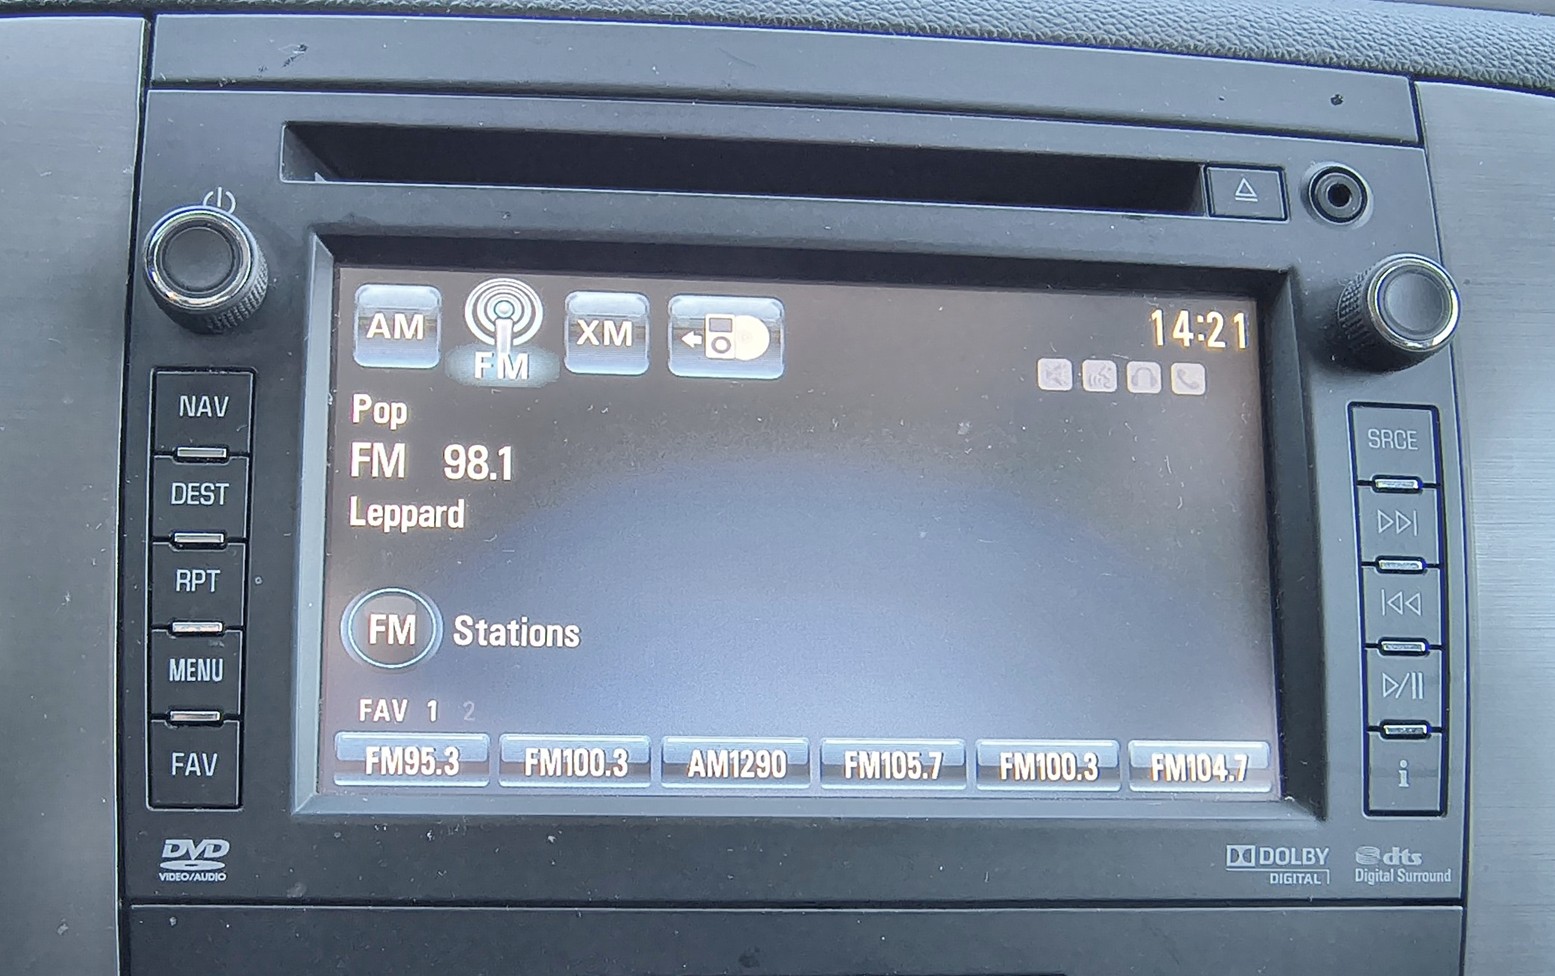 AM FM XM
14:21
Pop
FM 98.1
Leppard
FM Stations
FAV 1 2
FM95.3 FM100.3 AM1290 FM105.7 FM100.3 FM104.7
NAV
DEST
RPT
MENU
FAV
SRCE
i
DVD
VIDEO/AUDIO
DOLBY
DIGITAL
dts
Digital Surround